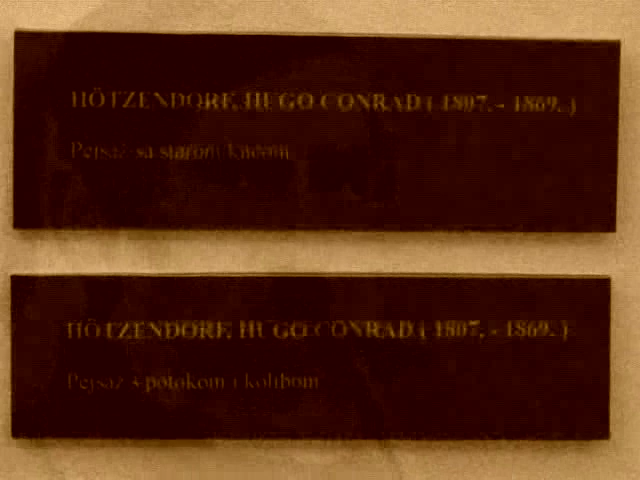 HÖTZENDORF, HUGO CONRAD ( 1807. - 1869. )
Pejsaž sa starom kućom
HÖTZENDORF, HUGO CONRAD ( 1807. - 1869. )
Pejsaž s potokom i kolibom